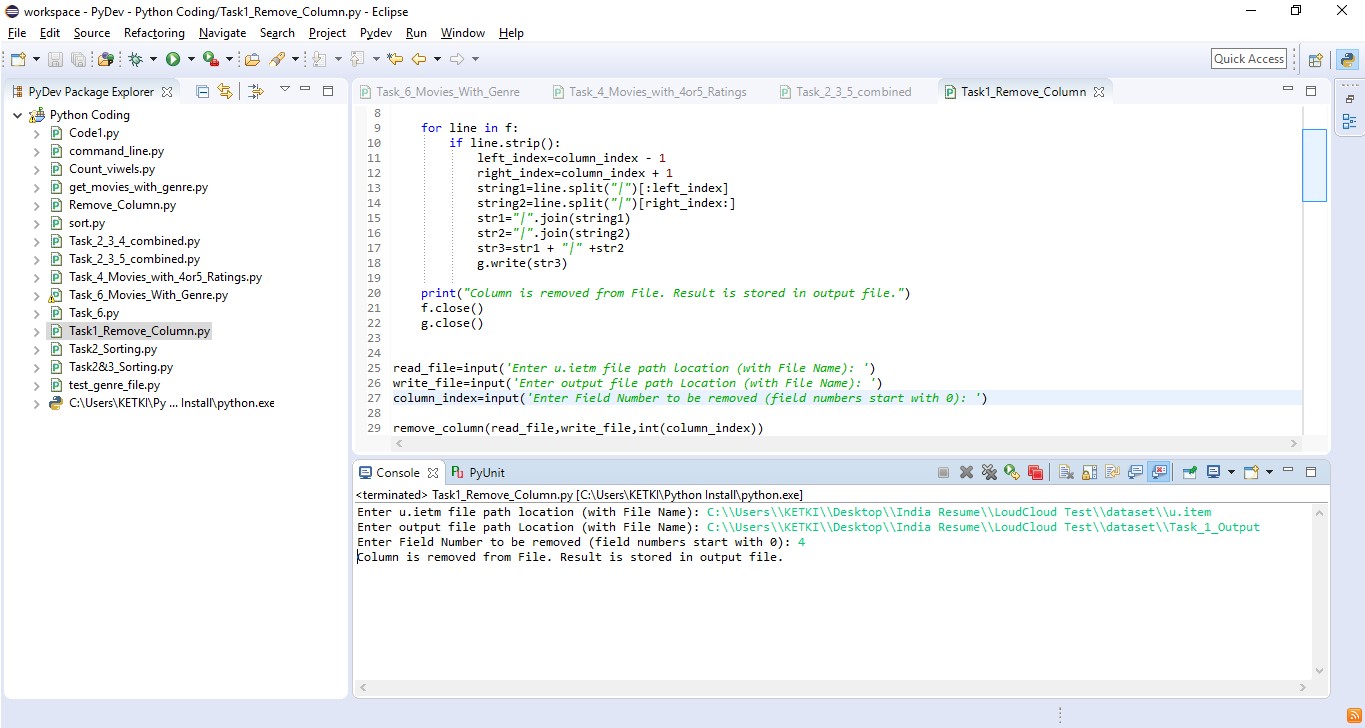 workspace - PyDev - Python Coding/Task1_Remove_Column.py - Eclipse
File Edit Source Refactoring Navigate Search Project Pydev Run Window Help
Quick Access
PyDev Package Explorer
Python Coding
Code1.py
command_line.py
Count_viwels.py
get_movies_with_genre.py
Remove_Column.py
sort.py
Task_2_3_4_combined.py
Task_2_3_5_combined.py
Task_4_Movies_with_4or5_Ratings.py
Task_6_Movies_With_Genre.py
Task_6.py
Task1_Remove_Column.py
Task2_Sorting.py
Task2&3_Sorting.py
test_genre_file.py
C:\Users\KETKI\Py ... Install\python.exe
Task_6_Movies_With_Genre Task_4_Movies_with_4or5_Ratings Task_2_3_5_combined Task1_Remove_Column
8
9 for line in f:
10 if line.strip():
11 left_index=column_index - 1
12 right_index=column_index + 1
13 string1=line.split("|")[:left_index]
14 string2=line.split("|")[right_index:]
15 str1="|".join(string1)
16 str2="|".join(string2)
17 str3=str1 + "|" +str2
18 g.write(str3)
19
20 print("Column is removed from File. Result is stored in output file.")
21 f.close()
22 g.close()
23
24
25 read_file=input('Enter u.ietm file path location (with File Name): ')
26 write_file=input('Enter output file path Location (with File Name): ')
27 column_index=input('Enter Field Number to be removed (field numbers start with 0): ')
28
29 remove_column(read_file,write_file,int(column_index))
Console PyUnit
<terminated> Task1_Remove_Column.py [C:\Users\KETKI\Python Install\python.exe]
Enter u.ietm file path location (with File Name): C:\\Users\\KETKI\\Desktop\\India Resume\\LoudCloud Test\\dataset\\u.item
Enter output file path Location (with File Name): C:\\Users\\KETKI\\Desktop\\India Resume\\LoudCloud Test\\dataset\\Task_1_Output
Enter Field Number to be removed (field numbers start with 0): 4
Column is removed from File. Result is stored in output file.